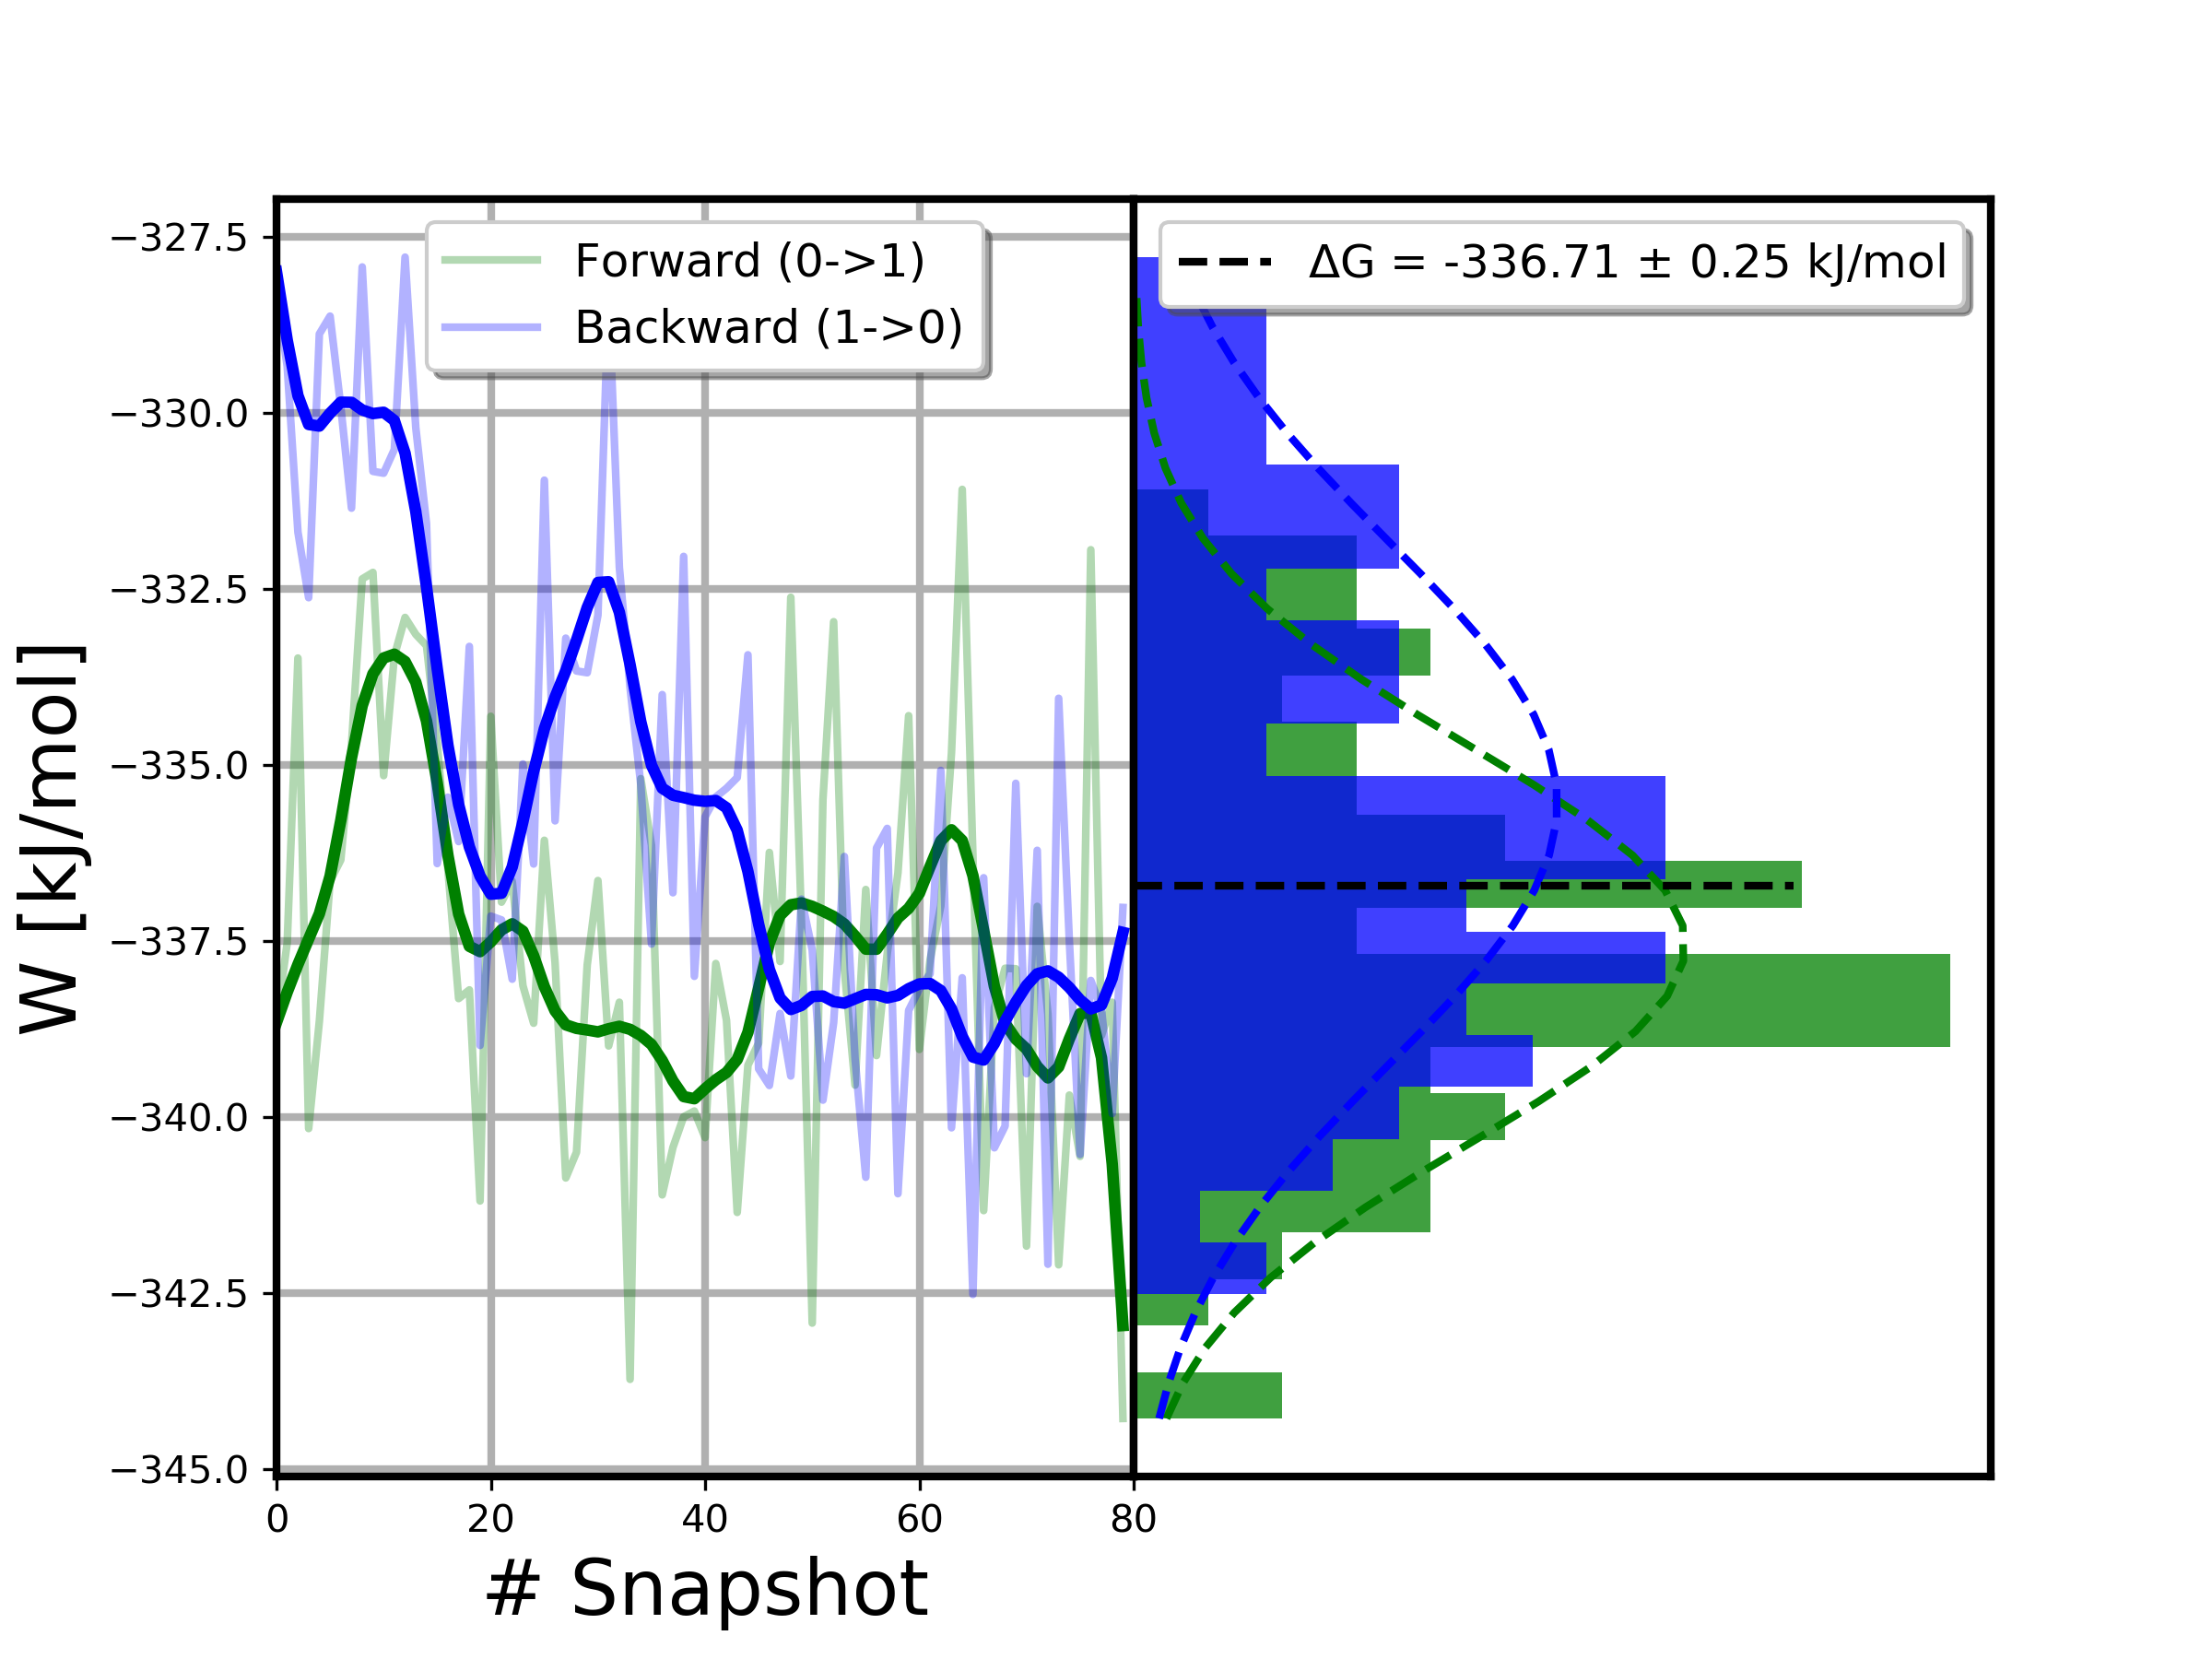 Forward (0->1)
Backward (1->0)
ΔG = -336.71 ± 0.25 kJ/mol
W [kJ/mol]
−327.5
−330.0
−332.5
−335.0
−337.5
−340.0
−342.5
−345.0
0 20 40 60 80
# Snapshot